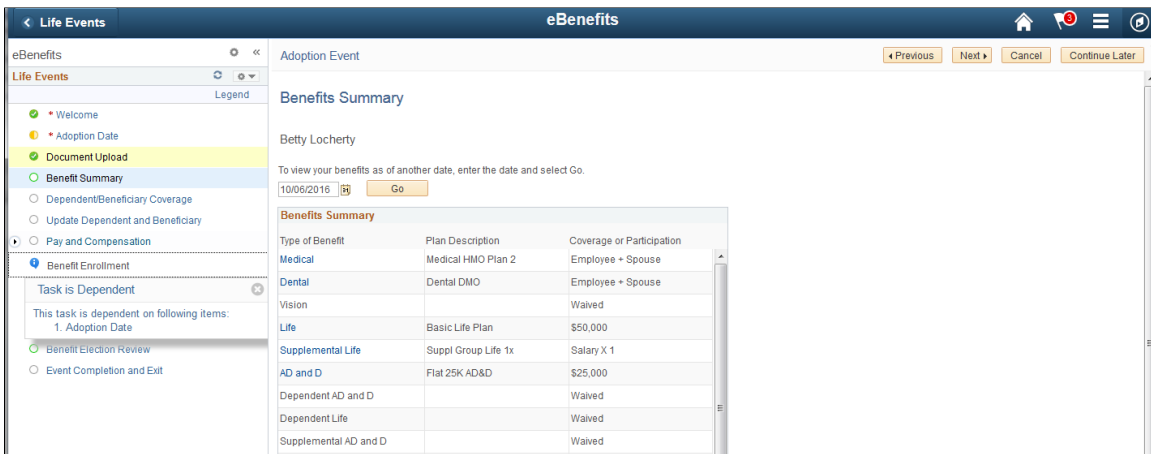 Life Events
eBenefits
3
eBenefits
«
Life Events
Legend
* Welcome
* Adoption Date
Document Upload
Benefit Summary
Dependent/Beneficiary Coverage
Update Dependent and Beneficiary
Pay and Compensation
Benefit Enrollment
Task is Dependent
This task is dependent on following items:
1. Adoption Date
Benefit Election Review
Event Completion and Exit
Adoption Event
Previous Next Cancel Continue Later
Benefits Summary
Betty Locherty
To view your benefits as of another date, enter the date and select Go.
10/06/2016 31 Go
Benefits Summary
Type of Benefit Plan Description Coverage or Participation
Medical Medical HMO Plan 2 Employee + Spouse
Dental Dental DMO Employee + Spouse
Vision Waived
Life Basic Life Plan $50,000
Supplemental Life Suppl Group Life 1x Salary X 1
AD and D Flat 25K AD&D $25,000
Dependent AD and D Waived
Dependent Life Waived
Supplemental AD and D Waived